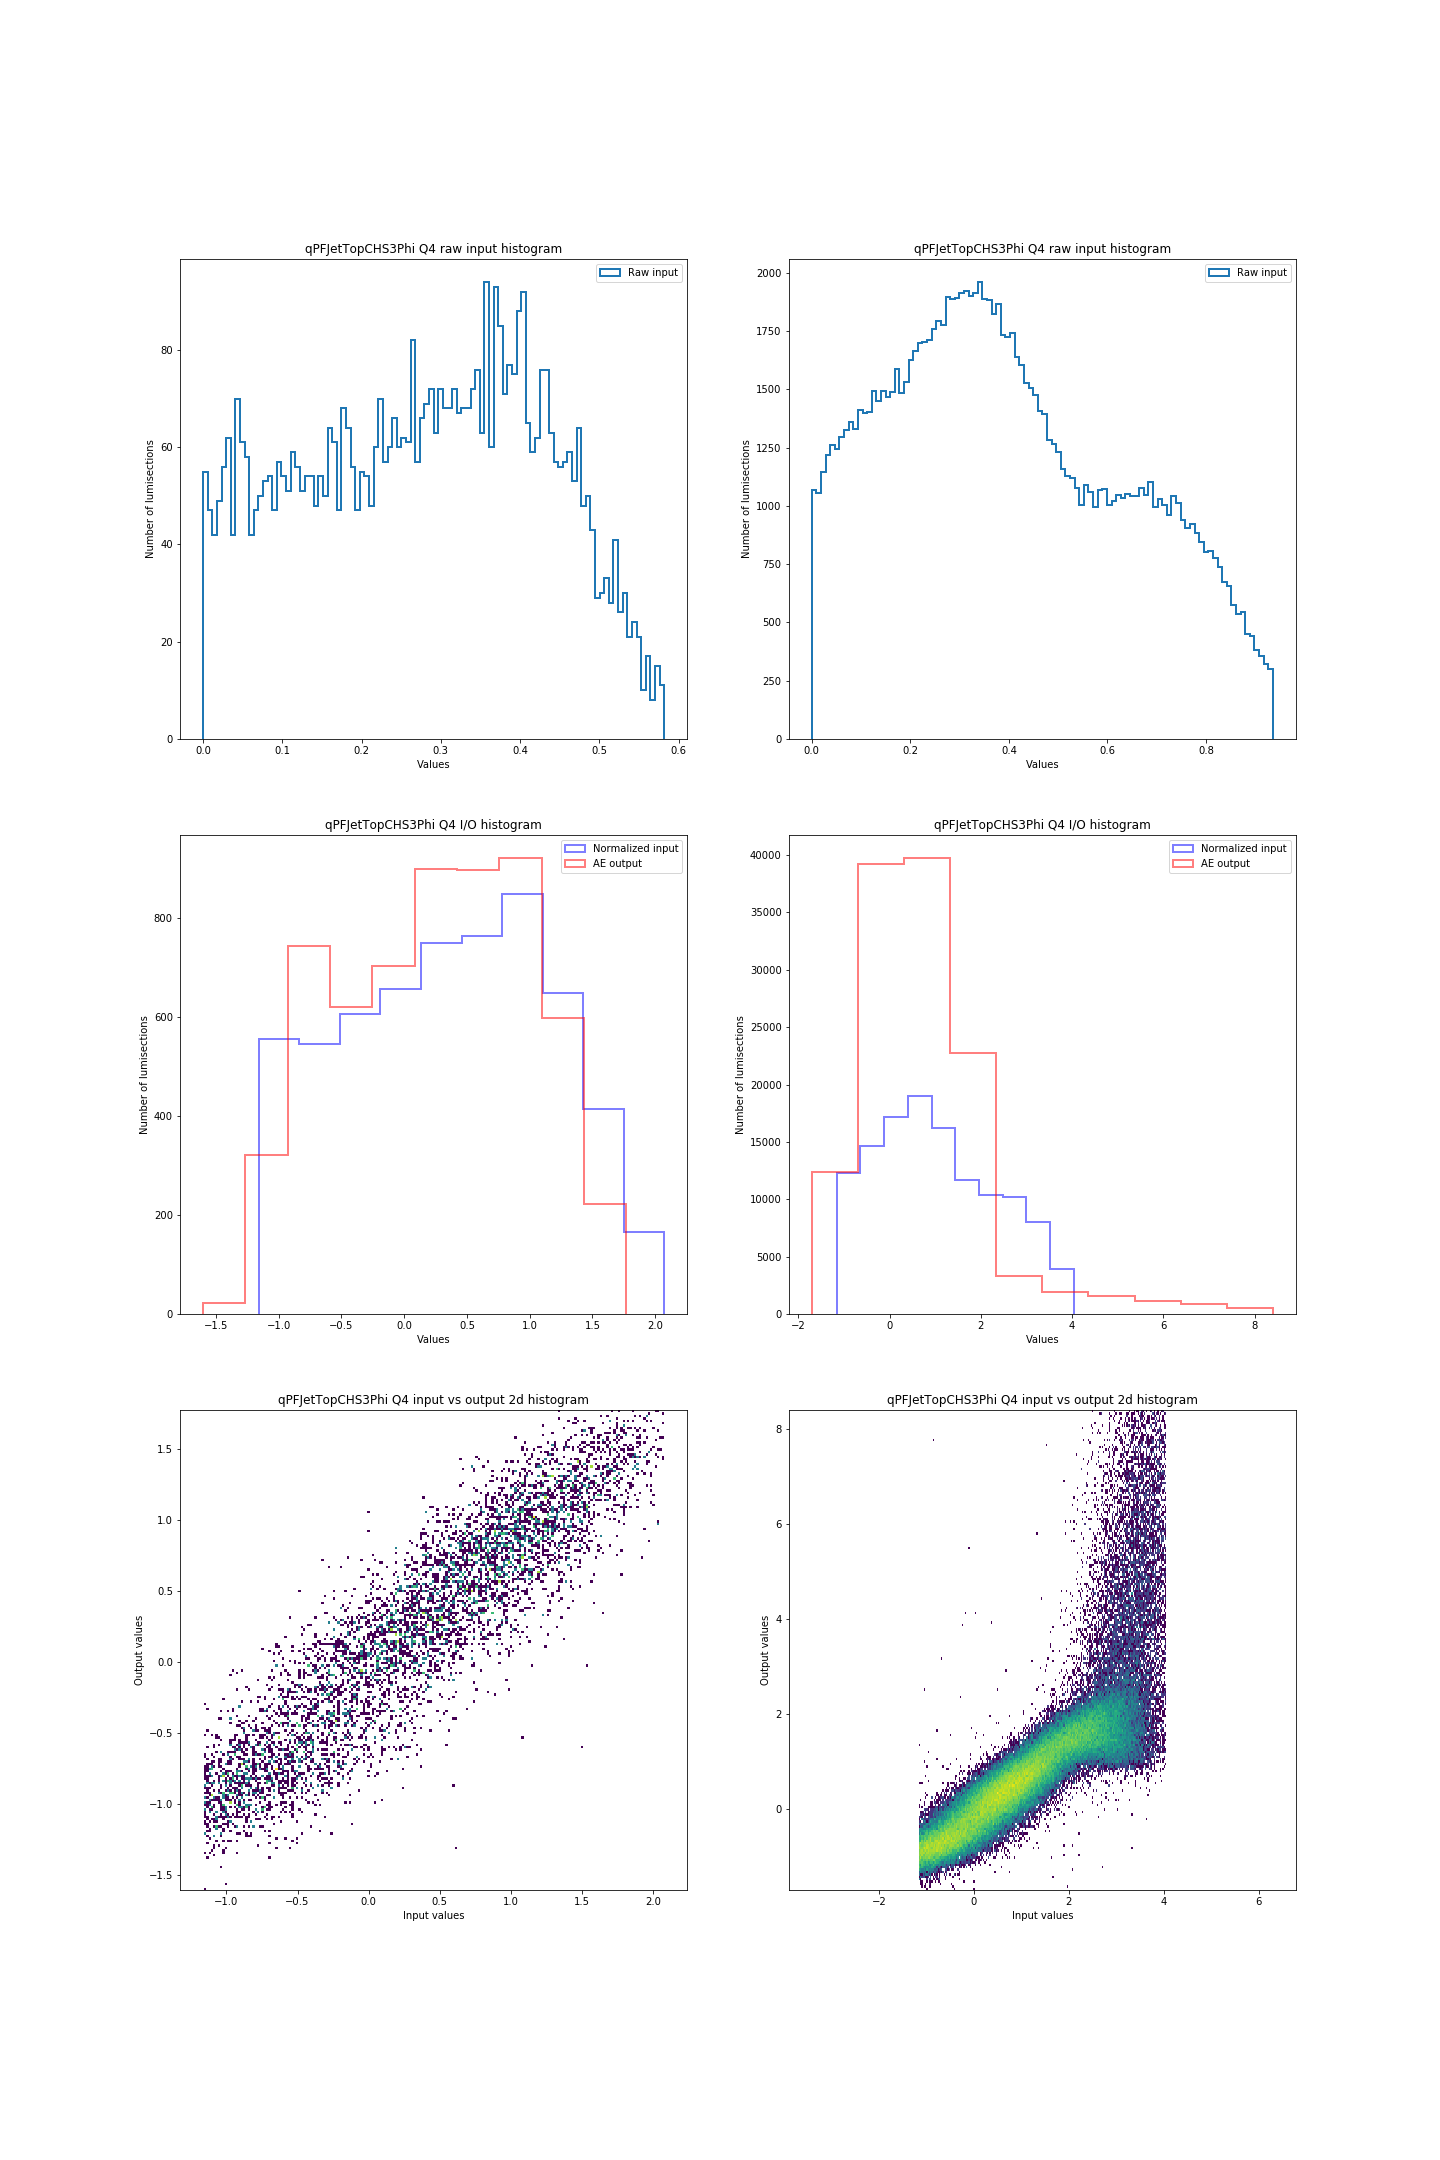 qPFJetTopCHS3Phi Q4 raw input histogram
Raw input
80
60
40
20
0
Number of lumisections
0.0 0.1 0.2 0.3 0.4 0.5 0.6
Values
qPFJetTopCHS3Phi Q4 raw input histogram
Raw input
2000
1750
1500
1250
1000
750
500
250
0
Number of lumisections
0.0 0.2 0.4 0.6 0.8
Values
qPFJetTopCHS3Phi Q4 I/O histogram
Normalized input
AE output
800
600
400
200
0
Number of lumisections
−1.5 −1.0 −0.5 0.0 0.5 1.0 1.5 2.0
Values
qPFJetTopCHS3Phi Q4 I/O histogram
Normalized input
AE output
40000
35000
30000
25000
20000
15000
10000
5000
0
Number of lumisections
−2 0 2 4 6 8
Values
qPFJetTopCHS3Phi Q4 input vs output 2d histogram
1.5
1.0
0.5
0.0
−0.5
−1.0
−1.5
Output values
−1.0 −0.5 0.0 0.5 1.0 1.5 2.0
Input values
qPFJetTopCHS3Phi Q4 input vs output 2d histogram
8
6
4
2
0
Output values
−2 0 2 4 6
Input values